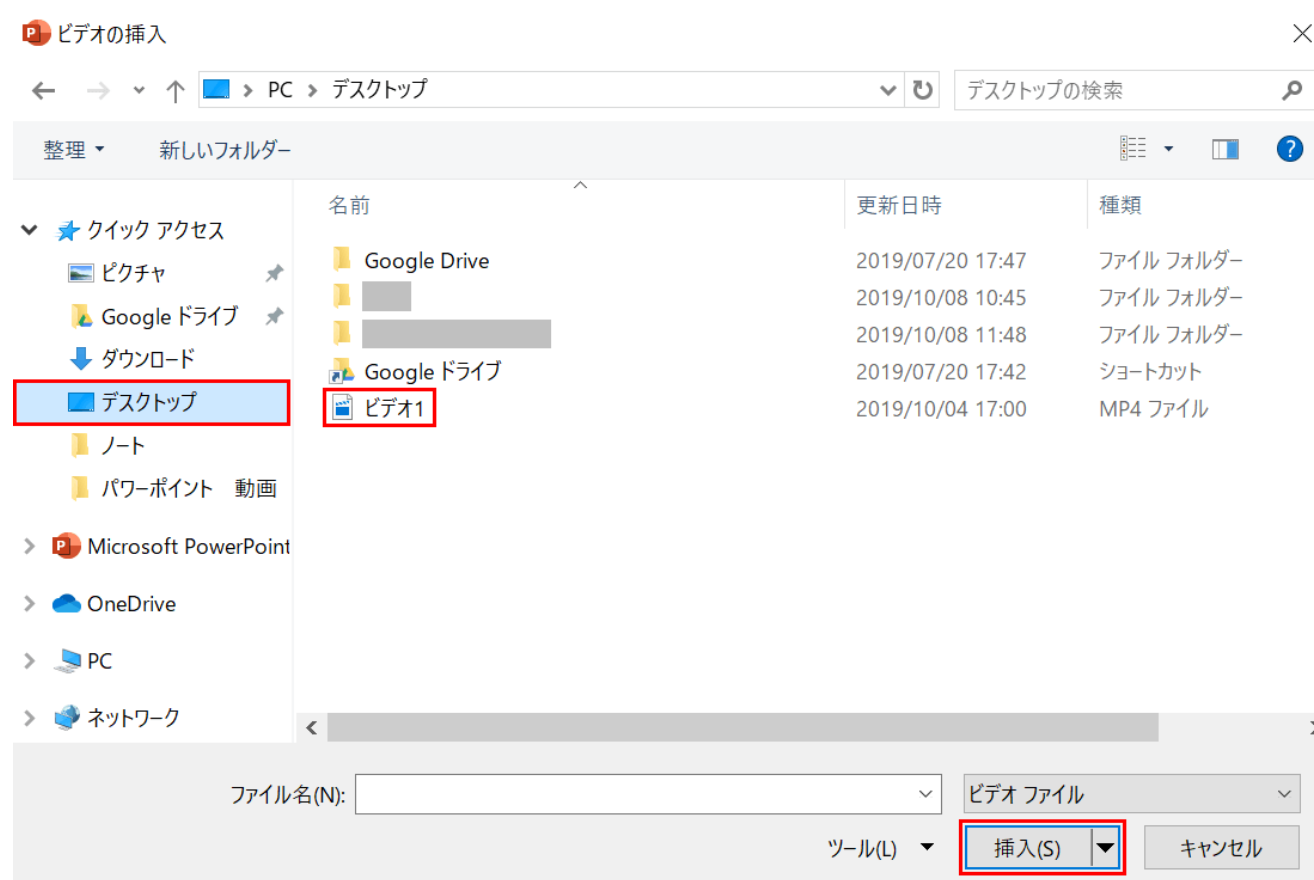 ビデオの挿入
PC デスクトップ
デスクトップの検索
整理
新しいフォルダー
名前 更新日時 種類
クイック アクセス
ピクチャ
Google ドライブ
ダウンロード
デスクトップ
ノート
パワーポイント 動画
Microsoft PowerPoint
OneDrive
PC
ネットワーク
Google Drive 2019/07/20 17:47 ファイル フォルダー
2019/10/08 10:45 ファイル フォルダー
2019/10/08 11:48 ファイル フォルダー
Google ドライブ 2019/07/20 17:42 ショートカット
ビデオ1 2019/10/04 17:00 MP4 ファイル
ファイル名(N):
ビデオ ファイル
ツール(L)
挿入(S)
キャンセル